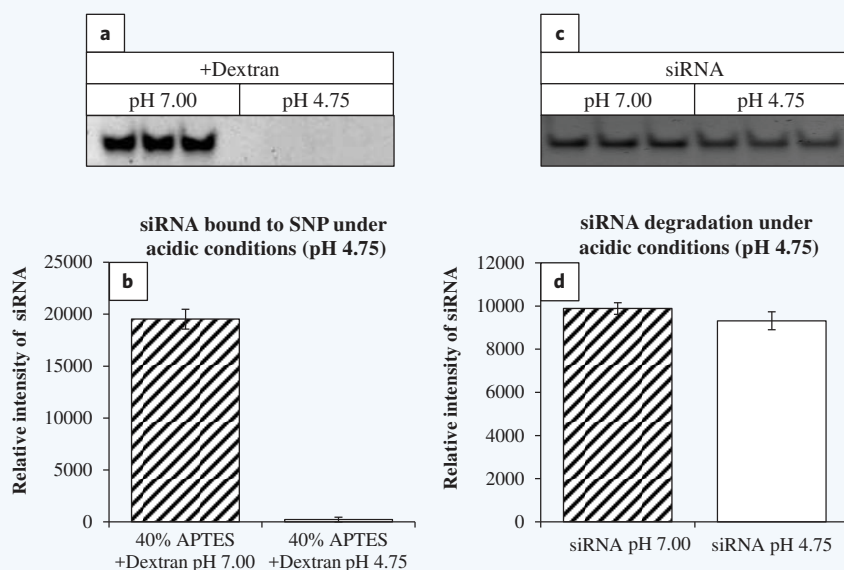 a
+Dextran
pH 7.00 pH 4.75
c
siRNA
pH 7.00 pH 4.75
siRNA bound to SNP under
acidic conditions (pH 4.75)
b
Relative intensity of siRNA
25000
20000
15000
10000
5000
0
40% APTES
+Dextran pH 7.00
40% APTES
+Dextran pH 4.75
siRNA degradation under
acidic conditions (pH 4.75)
d
Relative intensity of siRNA
12000
10000
8000
6000
4000
2000
0
siRNA pH 7.00
siRNA pH 4.75